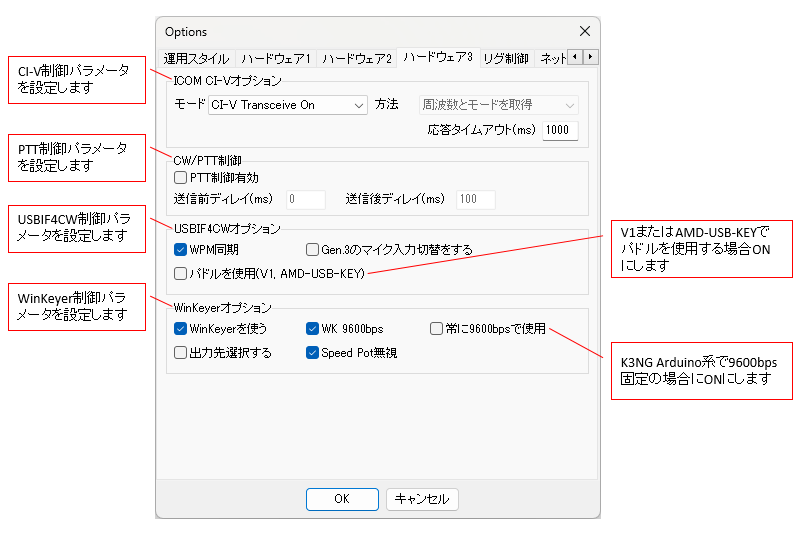 Options
運用スタイル ハードウェア1 ハードウェア2 ハードウェア3 リグ制御 ネット
CI-V制御パラメータ
を設定します
ICOM CI-Vオプション
モード CI-V Transceive On 方法 周波数とモードを取得
応答タイムアウト(ms) 1000
PTT制御パラメータ
を設定します
CW/PTT制御
PTT制御有効
送信前ディレイ(ms) 0 送信後ディレイ(ms) 100
USBIF4CW制御パラ
メータを設定します
USBIF4CWオプション
WPM同期 Gen.3のマイク入力切替をする
パドルを使用(V1, AMD-USB-KEY)
V1またはAMD-USB-KEYで
パドルを使用する場合ON
にします
WinKeyer制御パラ
メータを設定します
WinKeyerオプション
WinKeyerを使う WK 9600bps 常に9600bpsで使用
出力先選択する Speed Pot無視
K3NG Arduino系で9600bps
固定の場合にONにします
OK キャンセル